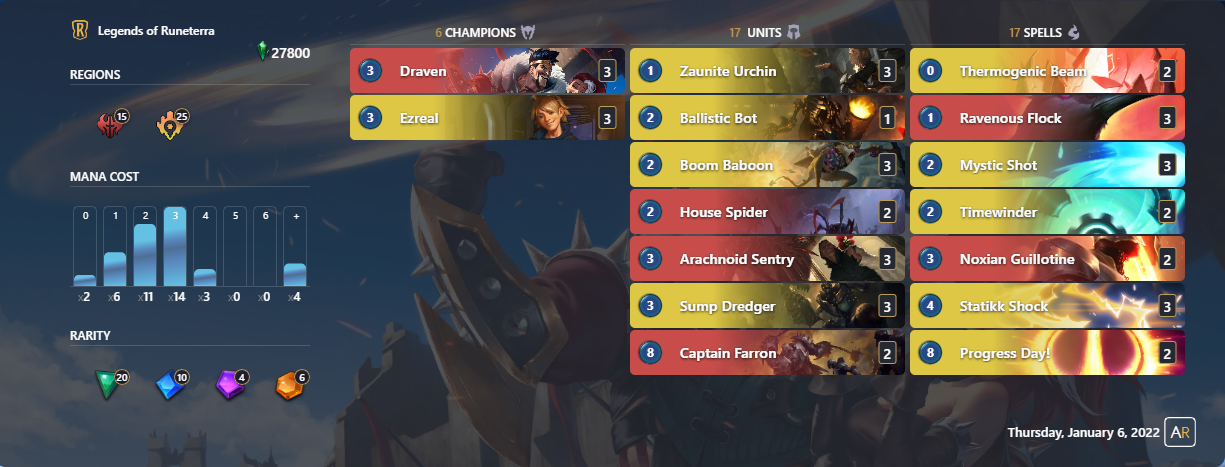 Legends of Runeterra
27800
REGIONS
15 25
MANA COST
0 1 2 3 4 5 6 +
x2 x6 x11 x14 x3 x0 x0 x4
RARITY
20 10 4 6
6 CHAMPIONS
3 Draven 3
3 Ezreal 3
17 UNITS
1 Zaunite Urchin 3
2 Ballistic Bot 1
2 Boom Baboon 3
2 House Spider 2
3 Arachnoid Sentry 3
3 Sump Dredger 3
8 Captain Farron 2
17 SPELLS
0 Thermogenic Beam 2
1 Ravenous Flock 3
2 Mystic Shot 3
2 Timewinder 2
3 Noxian Guillotine 2
4 Statikk Shock 3
8 Progress Day! 2
Thursday, January 6, 2022 AR